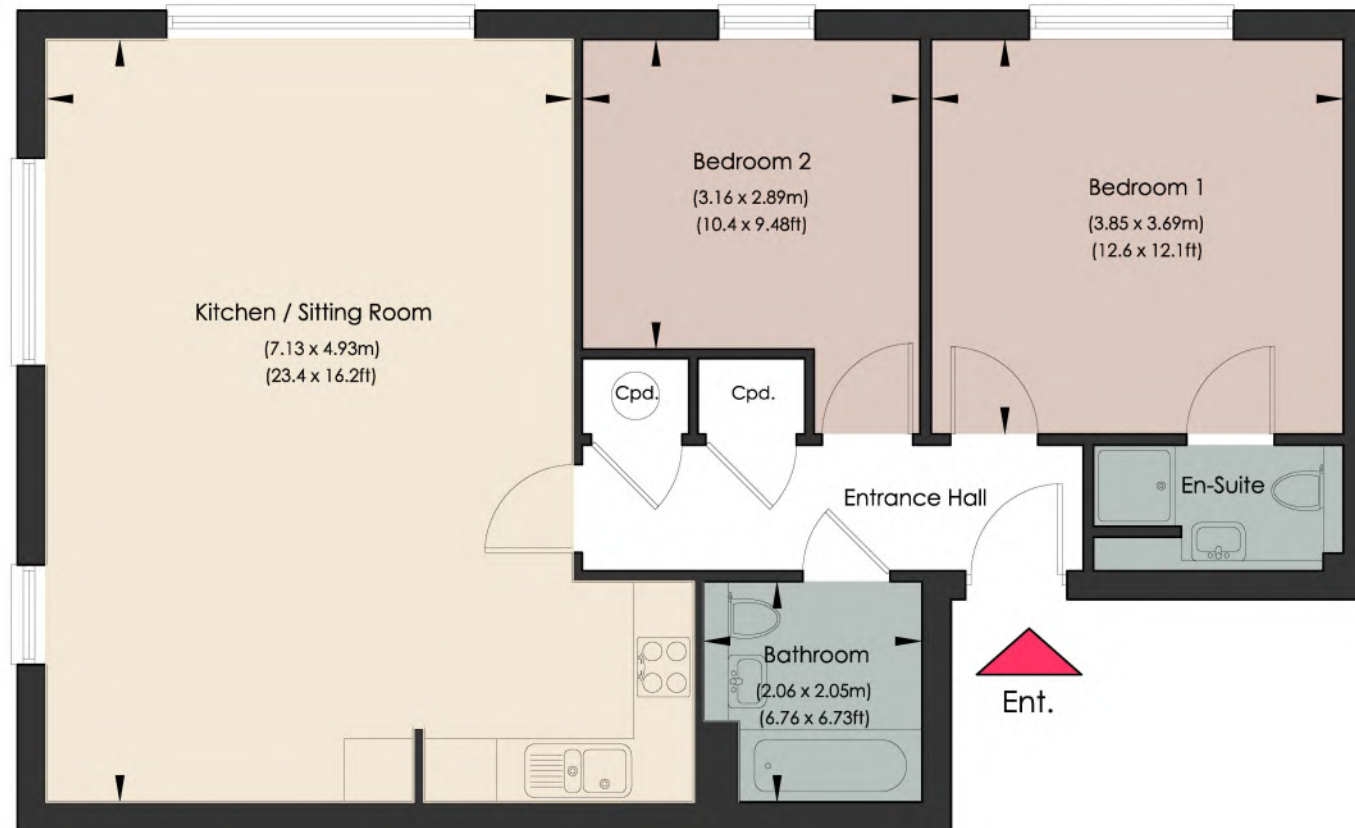 Kitchen / Sitting Room
(7.13 x 4.93m)
(23.4 x 16.2ft)
Bedroom 2
(3.16 x 2.89m)
(10.4 x 9.48ft)
Bedroom 1
(3.85 x 3.69m)
(12.6 x 12.1ft)
Cpd.
Cpd.
Entrance Hall
En-Suite
Bathroom
(2.06 x 2.05m)
(6.76 x 6.73ft)
Ent.